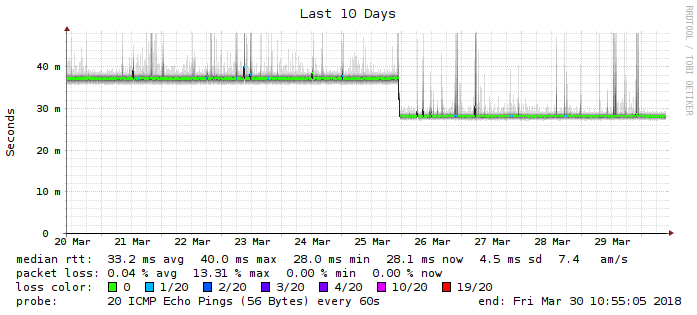 Last 10 Days
RRDTOOL / TOBI OETIKER
Seconds
40 m
30 m
20 m
10 m
0
20 Mar 21 Mar 22 Mar 23 Mar 24 Mar 25 Mar 26 Mar 27 Mar 28 Mar 29 Mar
median rtt: 33.2 ms avg 40.0 ms max 28.0 ms min 28.1 ms now 4.5 ms sd 7.4 am/s
packet loss: 0.04 % avg 13.31 % max 0.00 % min 0.00 % now
loss color: 0 1/20 2/20 3/20 4/20 10/20 19/20
probe: 20 ICMP Echo Pings (56 Bytes) every 60s end: Fri Mar 30 10:55:05 2018